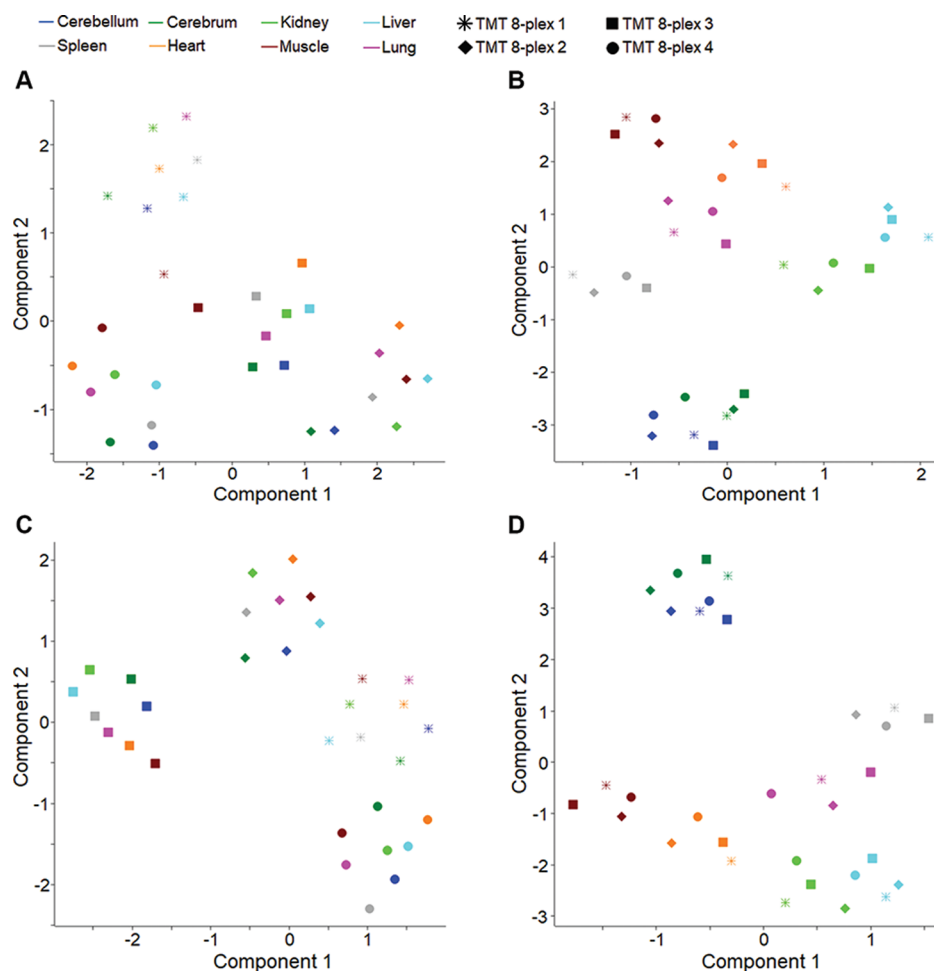 Cerebellum Cerebrum Kidney Liver TMT 8-plex 1 TMT 8-plex 3
Spleen Heart Muscle Lung TMT 8-plex 2 TMT 8-plex 4
A
Component 2
2
1
0
-1
-2 -1 0 1 2
Component 1
B
Component 2
3
2
1
0
-1
-2
-3
-1 0 1 2
Component 1
C
Component 2
2
1
0
-1
-2
-2 -1 0 1
Component 1
D
Component 2
4
3
2
1
0
-1
-2
-3
-1 0 1
Component 1